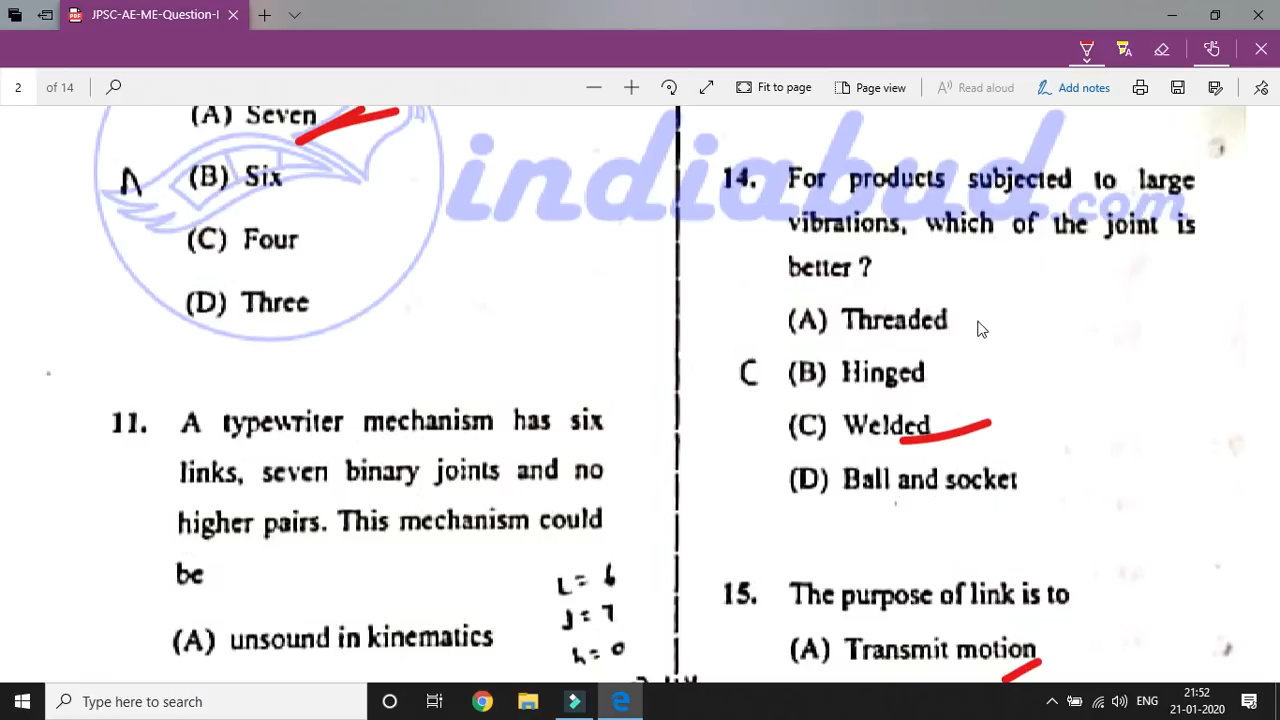 JPSC-AE-ME-Question-
2 of 14
Fit to page
Page view
Read aloud
Add notes
(A) Seven
A (B) Six
(C) Four
(D) Three
indiabud.com
11. A typewriter mechanism has six
links, seven binary joints and no
higher pairs. This mechanism could
be
L = 6
J = 7
h = 0
(A) unsound in kinematics
14. For products subjected to large
vibrations, which of the joint is
better ?
(A) Threaded
C (B) Hinged
(C) Welded
(D) Ball and socket
15. The purpose of link is to
(A) Transmit motion
Type here to search
ENG
21:52
21-01-2020